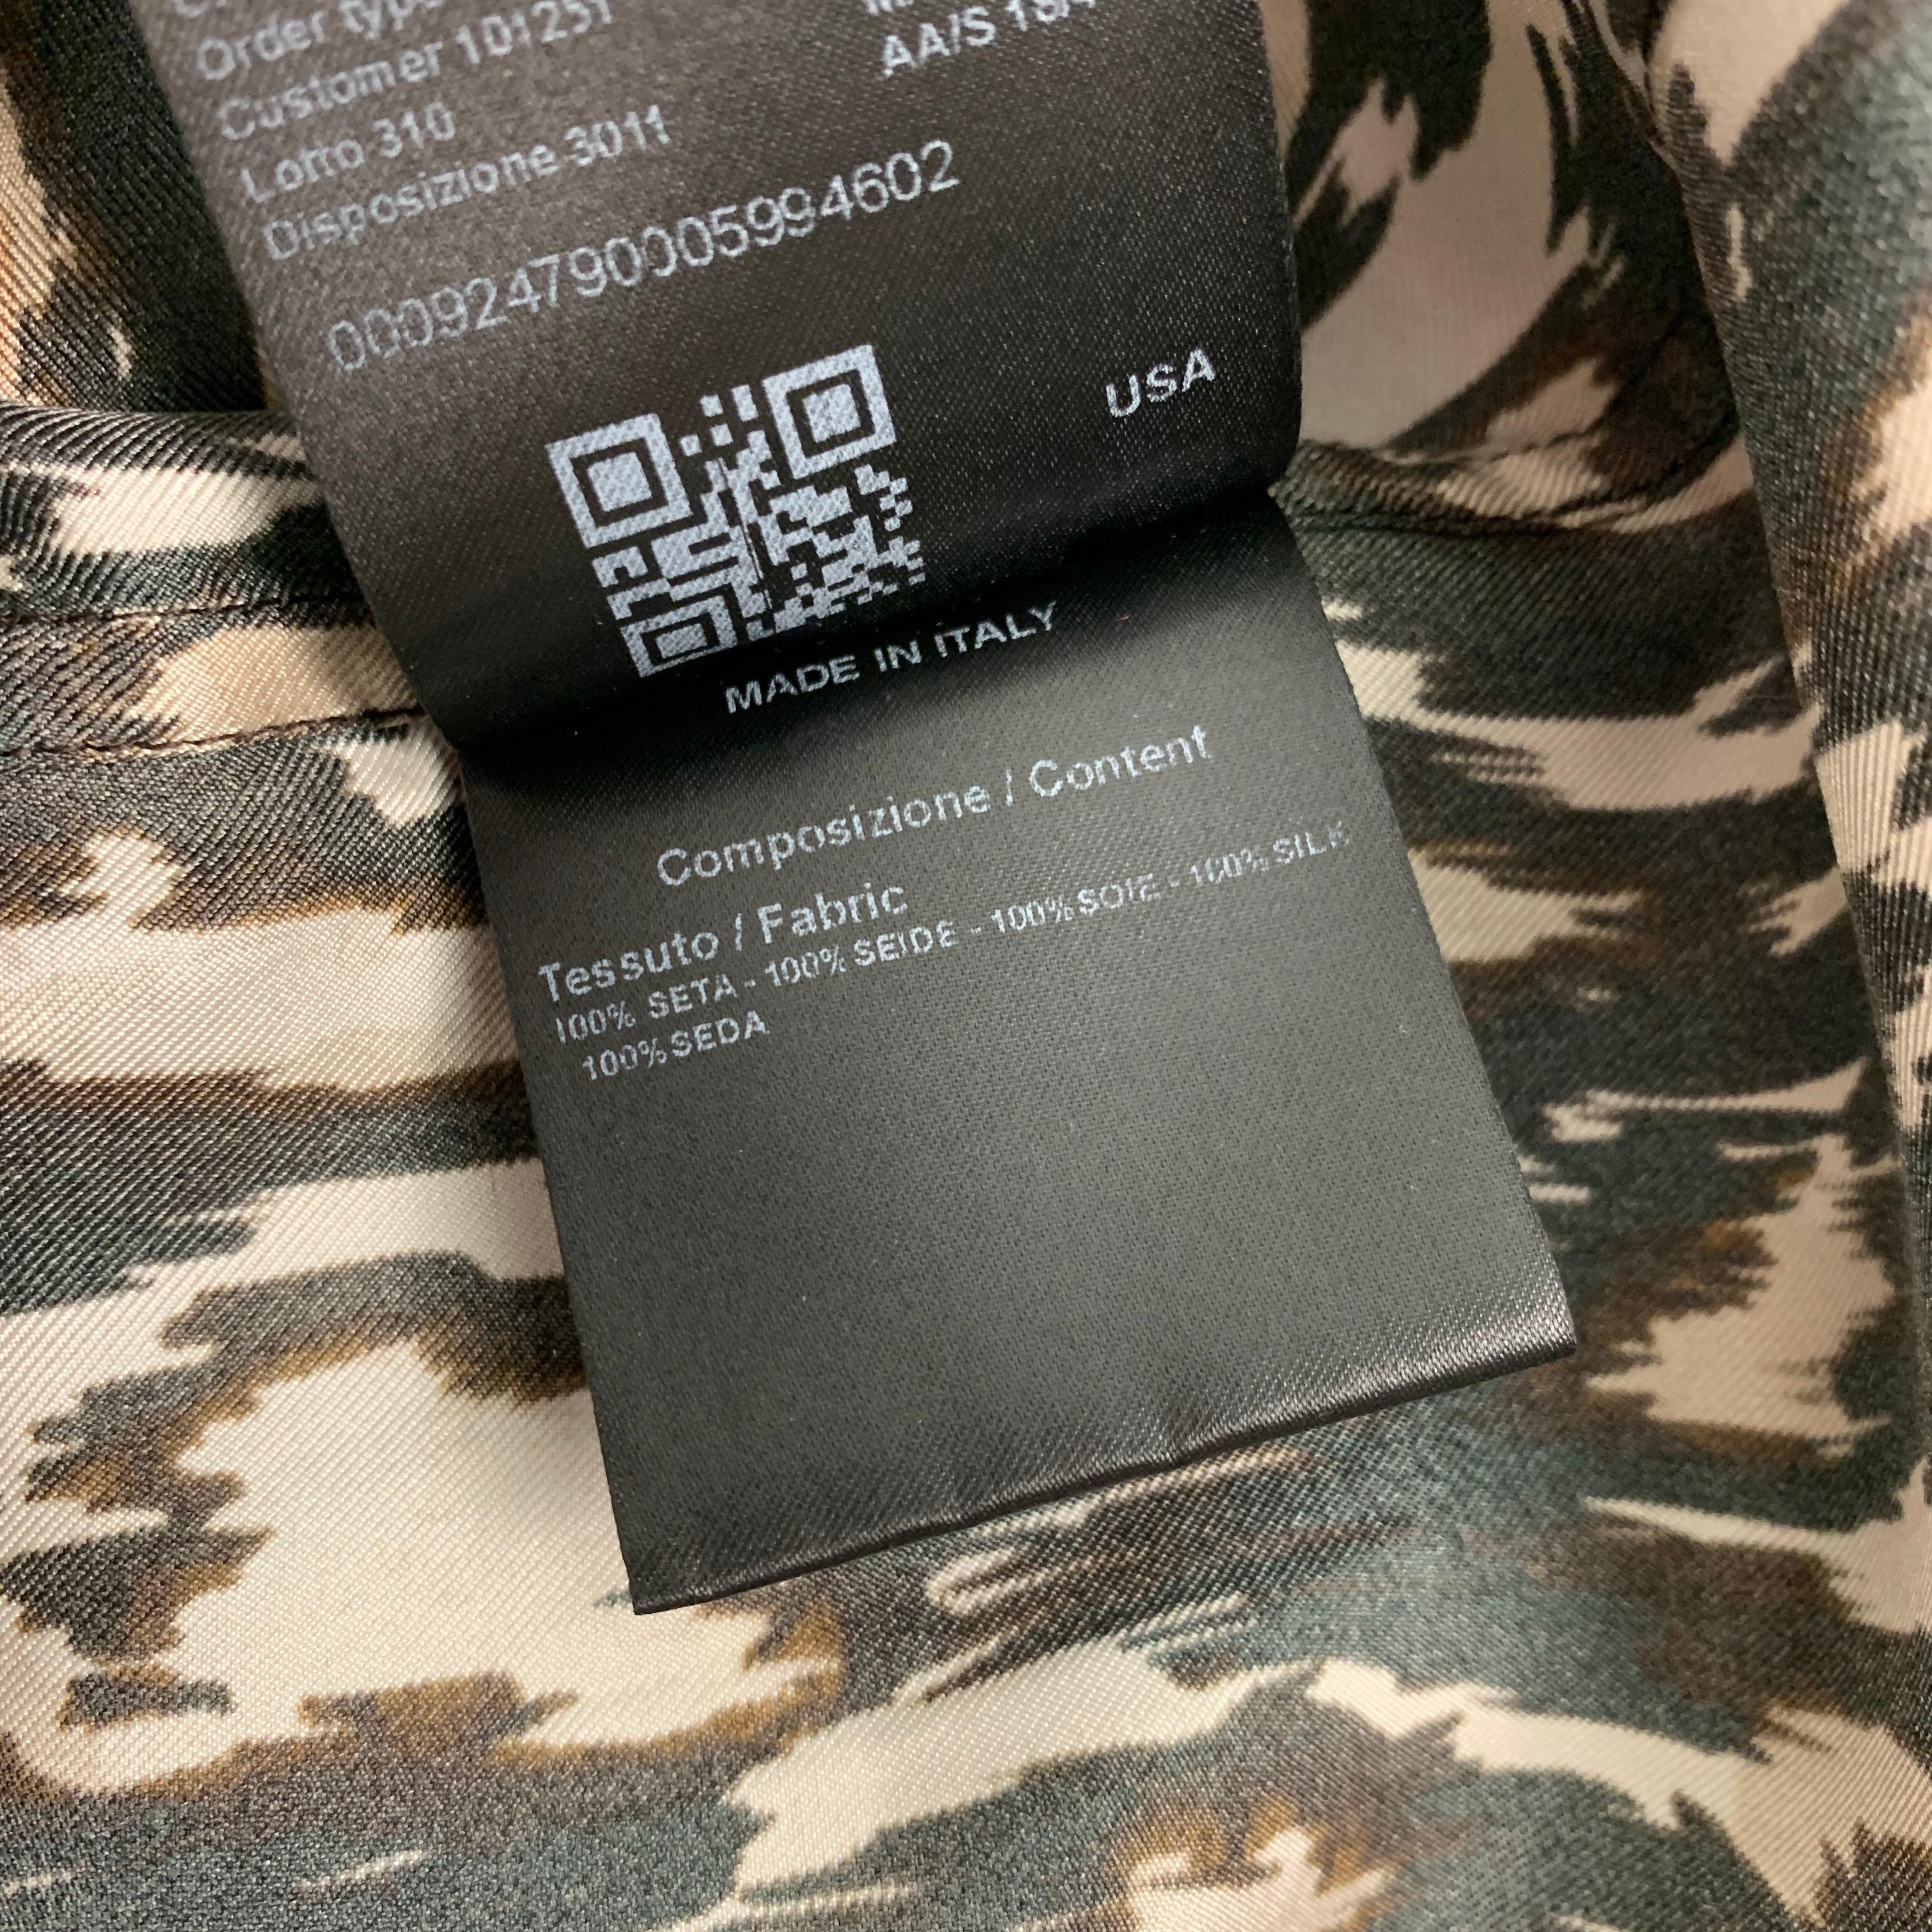 Order type
Customer 101251
AA/S
Lotto 310
Disposizione 3011
000924790005994602
USA
MADE IN ITALY
Composizione / Content
Tessuto / Fabric
100% SETA - 100% SEIDE - 100% SOIE - 100% SILK
100% SEDA